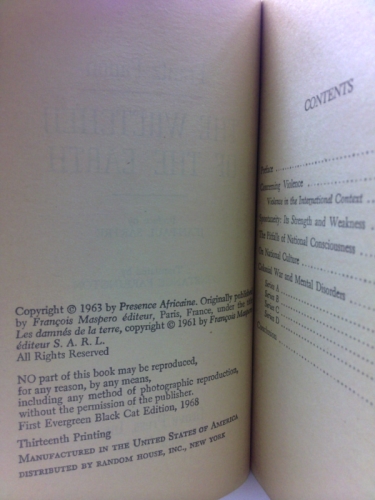 Copyright © 1963 by Presence Africaine. Originally published
by François Maspero éditeur, Paris, France, under the
Les damnés de la terre, copyright © 1961 by François Maspero
éditeur S. A. R. L.
All Rights Reserved
NO part of this book may be reproduced,
for any reason, by any means,
including any method of photographic reproduction,
without the permission of the publisher.
First Evergreen Black Cat Edition, 1968
Thirteenth Printing
MANUFACTURED IN THE UNITED STATES OF AMERICA
DISTRIBUTED BY RANDOM HOUSE, INC., NEW YORK
CONTENTS
Preface
Concerning Violence
Violence in the International Context
Spontaneity: Its Strength and Weakness
The Pitfalls of National Consciousness
On National Culture
Colonial War and Mental Disorders
Series A
Series B
Series C
Series D
Conclusion